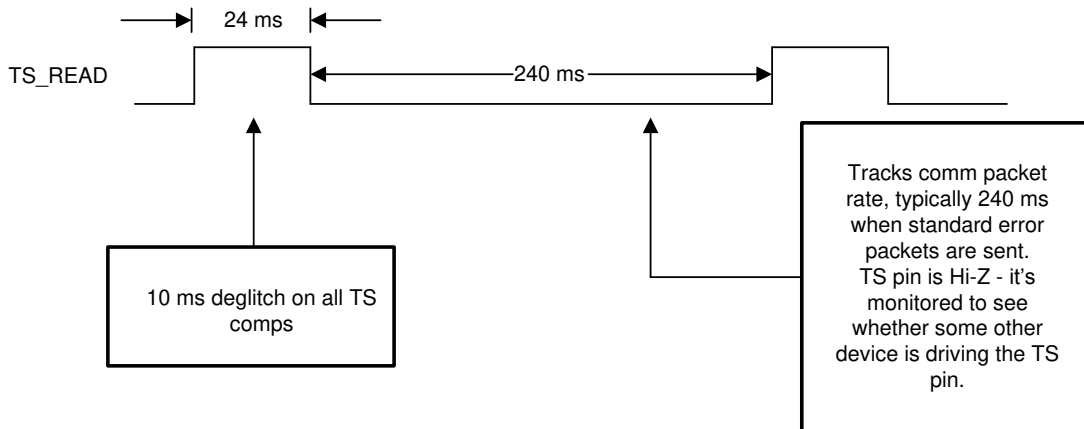 24 ms
TS_READ
240 ms
10 ms deglitch on all TS
comps
Tracks comm packet
rate, typically 240 ms
when standard error
packets are sent.
TS pin is Hi-Z - it's
monitored to see
whether some other
device is driving the TS
pin.